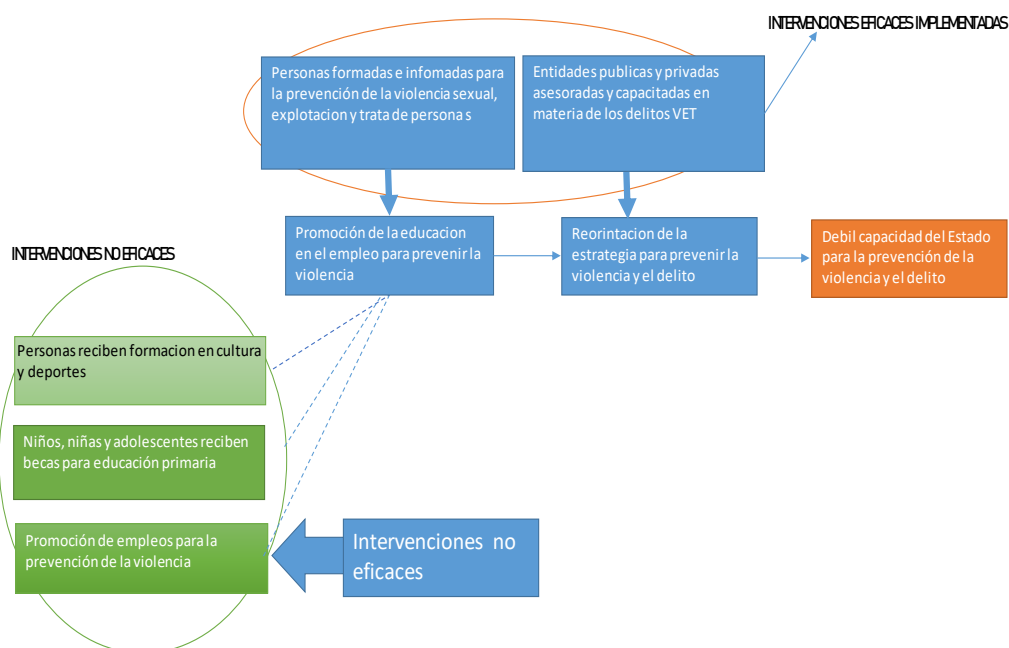 INTERVENCIONES EFICACES IMPLEMENTADAS
Personas formadas e infomadas para
la prevención de la violencia sexual,
explotacion y trata de persona s
Entidades publicas y privadas
asesoradas y capacitadas en
materia de los delitos VET
Promoción de la educacion
en el empleo para prevenir la
violencia
Reorintacion de la
estrategia para prevenir la
violencia y el delito
Debil capacidad del Estado
para la prevención de la
violencia y el delito
INTERVENCIONES NO EFICACES
Personas reciben formacion en cultura
y deportes
Niños, niñas y adolescentes reciben
becas para educación primaria
Promoción de empleos para la
prevención de la violencia
Intervenciones no
eficaces